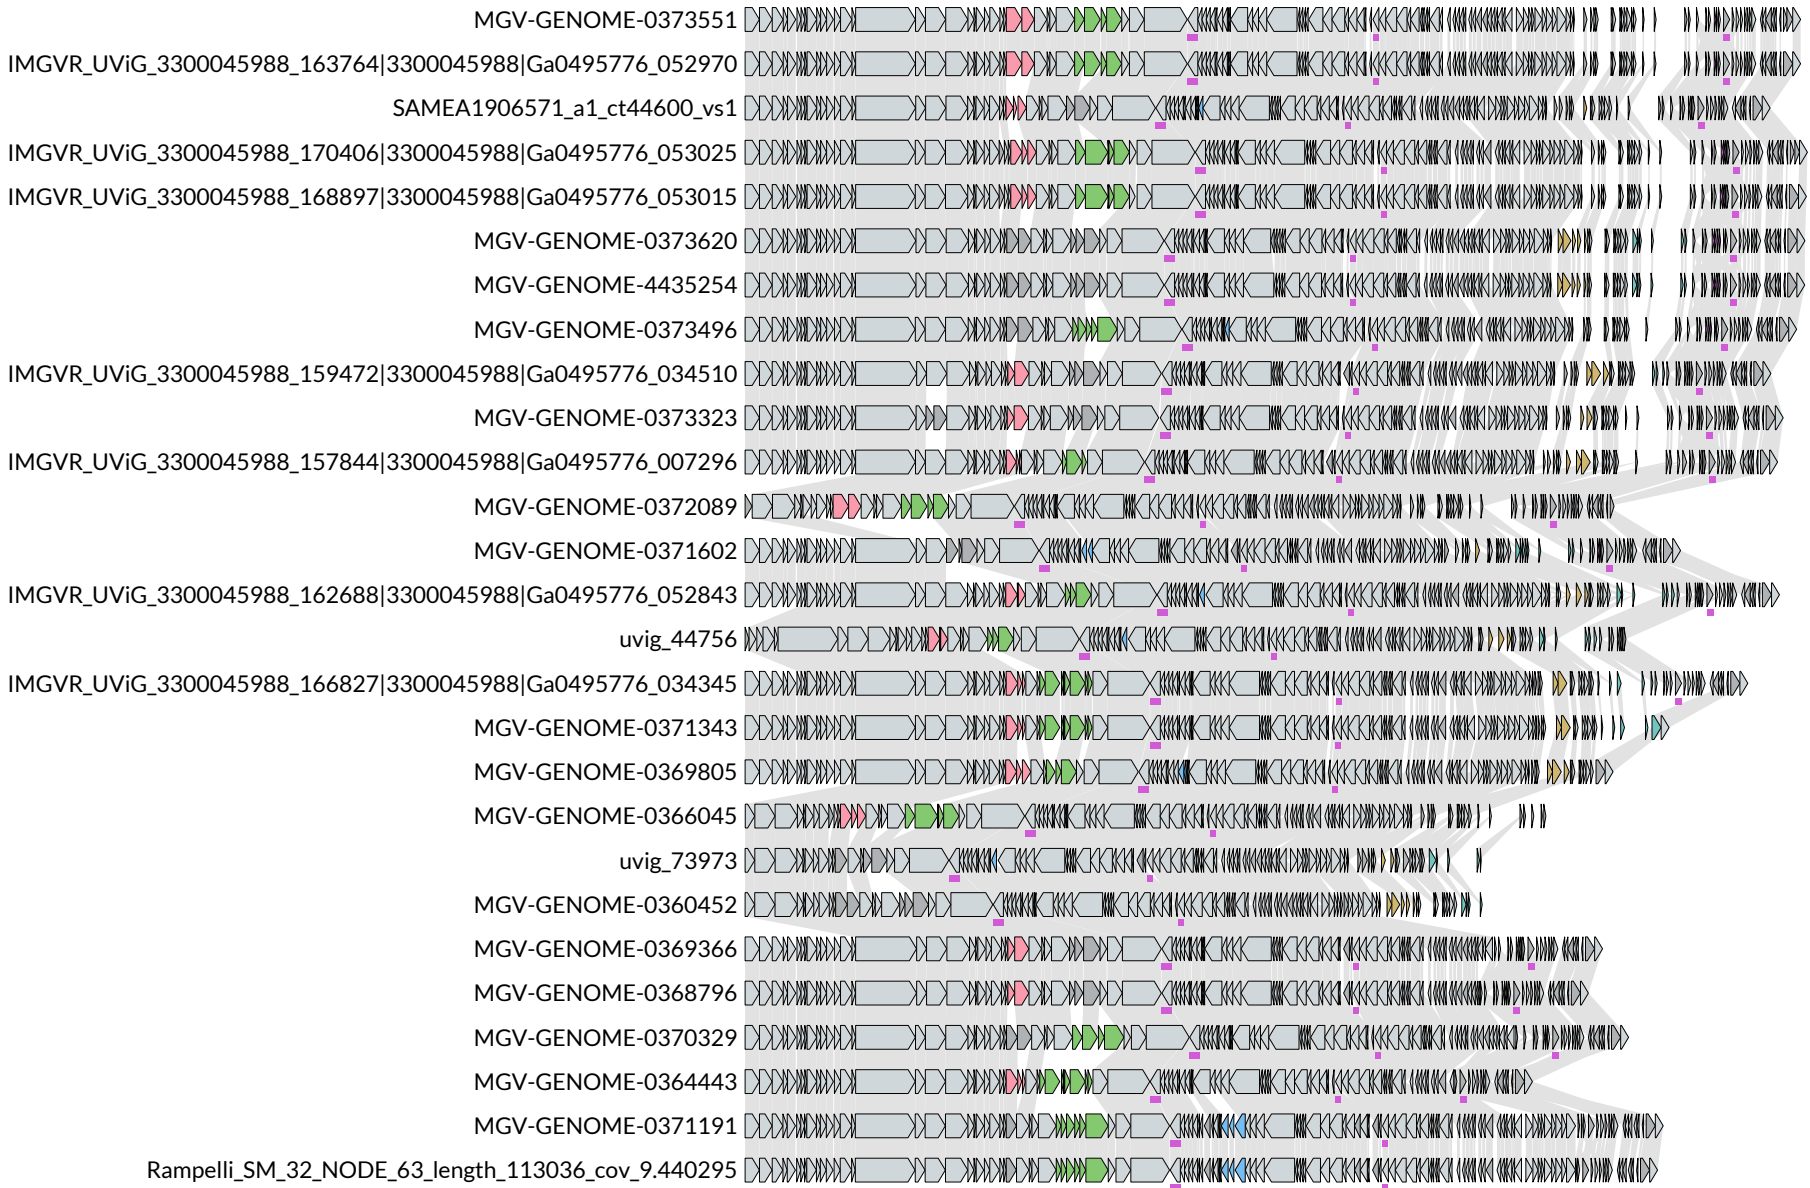 MGV-GENOME-0373551
IMGVR_UViG_3300045988_163764|3300045988|Ga0495776_052970
SAMEA1906571_a1_ct44600_vs1
IMGVR_UViG_3300045988_170406|3300045988|Ga0495776_053025
IMGVR_UViG_3300045988_168897|3300045988|Ga0495776_053015
MGV-GENOME-0373620
MGV-GENOME-4435254
MGV-GENOME-0373496
IMGVR_UViG_3300045988_159472|3300045988|Ga0495776_034510
MGV-GENOME-0373323
IMGVR_UViG_3300045988_157844|3300045988|Ga0495776_007296
MGV-GENOME-0372089
MGV-GENOME-0371602
IMGVR_UViG_3300045988_162688|3300045988|Ga0495776_052843
uvig_44756
IMGVR_UViG_3300045988_166827|3300045988|Ga0495776_034345
MGV-GENOME-0371343
MGV-GENOME-0369805
MGV-GENOME-0366045
uvig_73973
MGV-GENOME-0360452
MGV-GENOME-0369366
MGV-GENOME-0368796
MGV-GENOME-0370329
MGV-GENOME-0364443
MGV-GENOME-0371191
Rampelli_SM_32_NODE_63_length_113036_cov_9.440295